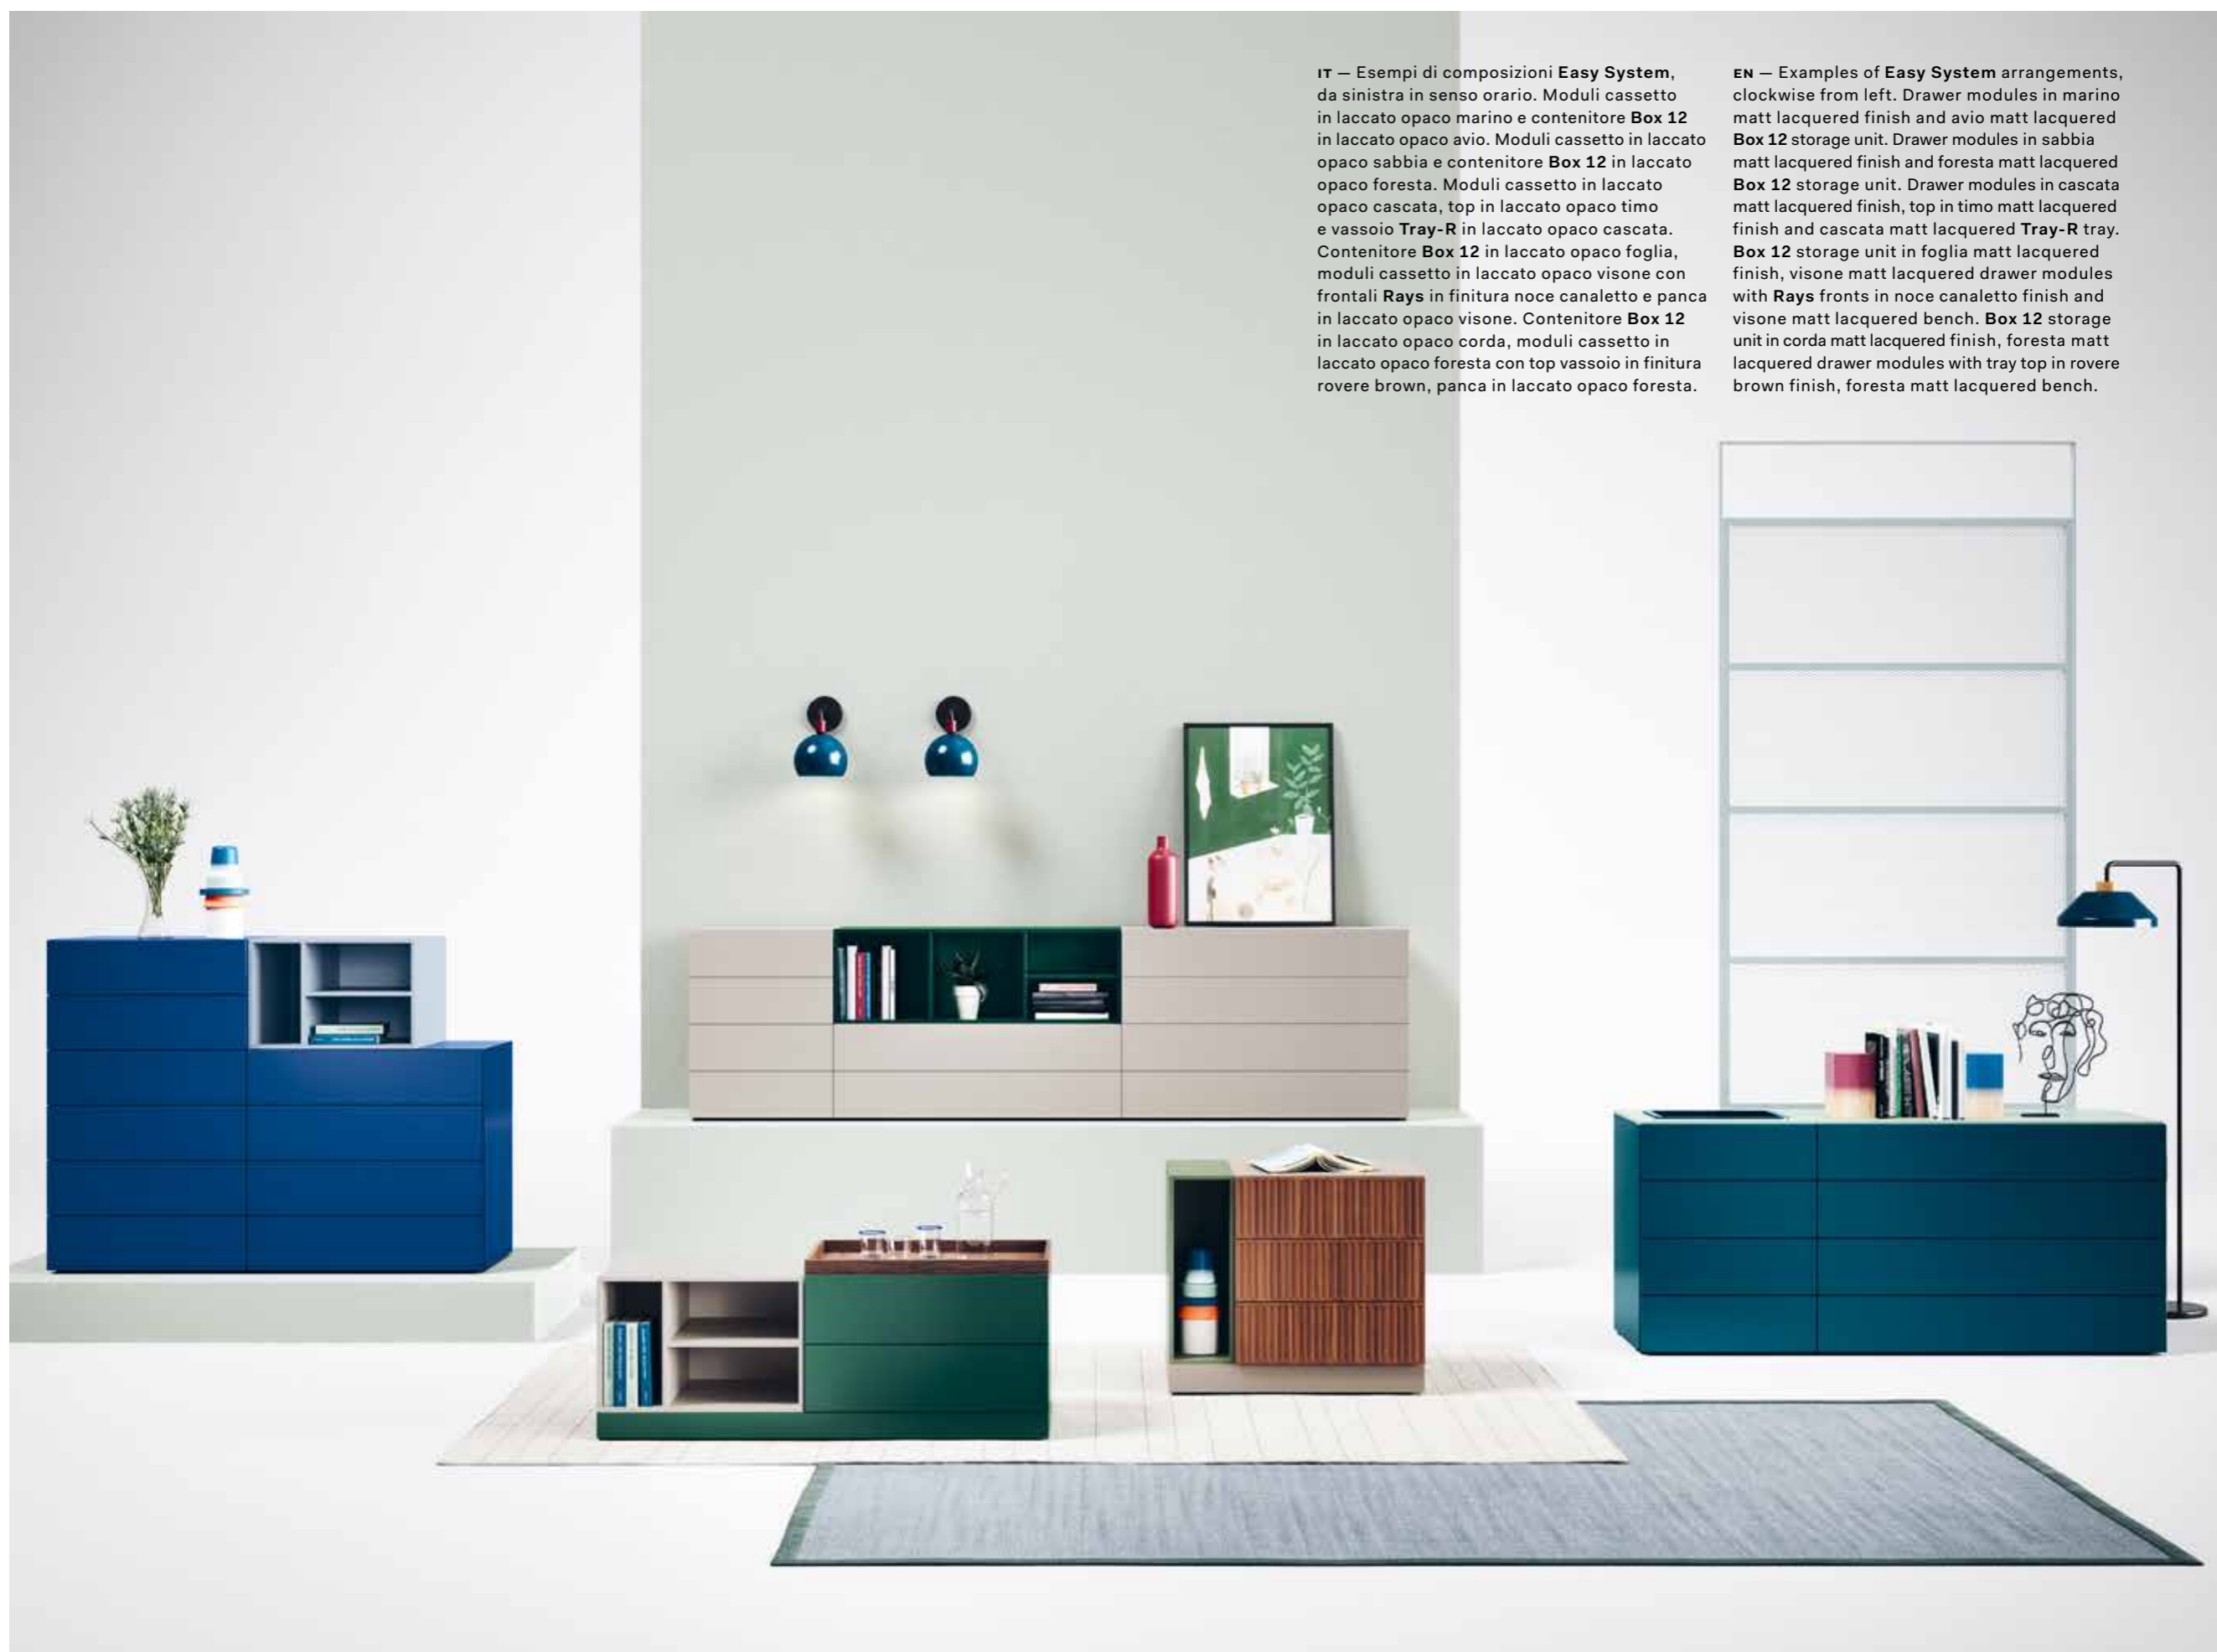 IT — Esempi di composizioni Easy System,
da sinistra in senso orario. Moduli cassetto
in laccato opaco marino e contenitore Box 12
in laccato opaco avio. Moduli cassetto in laccato
opaco sabbia e contenitore Box 12 in laccato
opaco foresta. Moduli cassetto in laccato
opaco cascata, top in laccato opaco timo
e vassoio Tray-R in laccato opaco cascata.
Contenitore Box 12 in laccato opaco foglia,
moduli cassetto in laccato opaco visone con
frontali Rays in finitura noce canaletto e panca
in laccato opaco visone. Contenitore Box 12
in laccato opaco corda, moduli cassetto in
laccato opaco foresta con top vassoio in finitura
rovere brown, panca in laccato opaco foresta.
EN — Examples of Easy System arrangements,
clockwise from left. Drawer modules in marino
matt lacquered finish and avio matt lacquered
Box 12 storage unit. Drawer modules in sabbia
matt lacquered finish and foresta matt lacquered
Box 12 storage unit. Drawer modules in cascata
matt lacquered finish, top in timo matt lacquered
finish and cascata matt lacquered Tray-R tray.
Box 12 storage unit in foglia matt lacquered
finish, visone matt lacquered drawer modules
with Rays fronts in noce canaletto finish and
visone matt lacquered bench. Box 12 storage
unit in corda matt lacquered finish, foresta matt
lacquered drawer modules with tray top in rovere
brown finish, foresta matt lacquered bench.